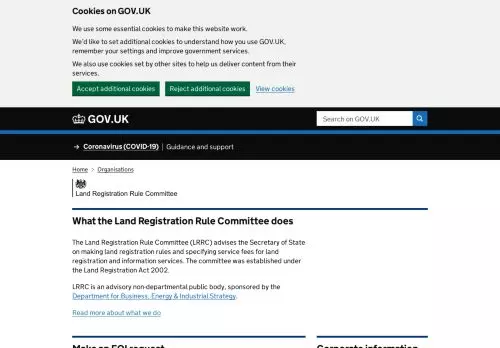 Cookies on GOV.UK
We use some essential cookies to make this website work.
We'd like to set additional cookies to understand how you use GOV.UK,
remember your settings and improve government services.
We also use cookies set by other sites to help us deliver content from their
services.
Accept additional cookies Reject additional cookies View cookies
GOV.UK Search on GOV.UK
→ Coronavirus (COVID-19) Guidance and support
Home > Organisations
Land Registration Rule Committee
What the Land Registration Rule Committee does
The Land Registration Rule Committee (LRRC) advises the Secretary of State
on making land registration rules and specifying service fees for land
registration and information services. The committee was established under
the Land Registration Act 2002.
LRRC is an advisory non-departmental public body, sponsored by the
Department for Business, Energy & Industrial Strategy.
Read more about what we do
Make an FOI request Corporate information